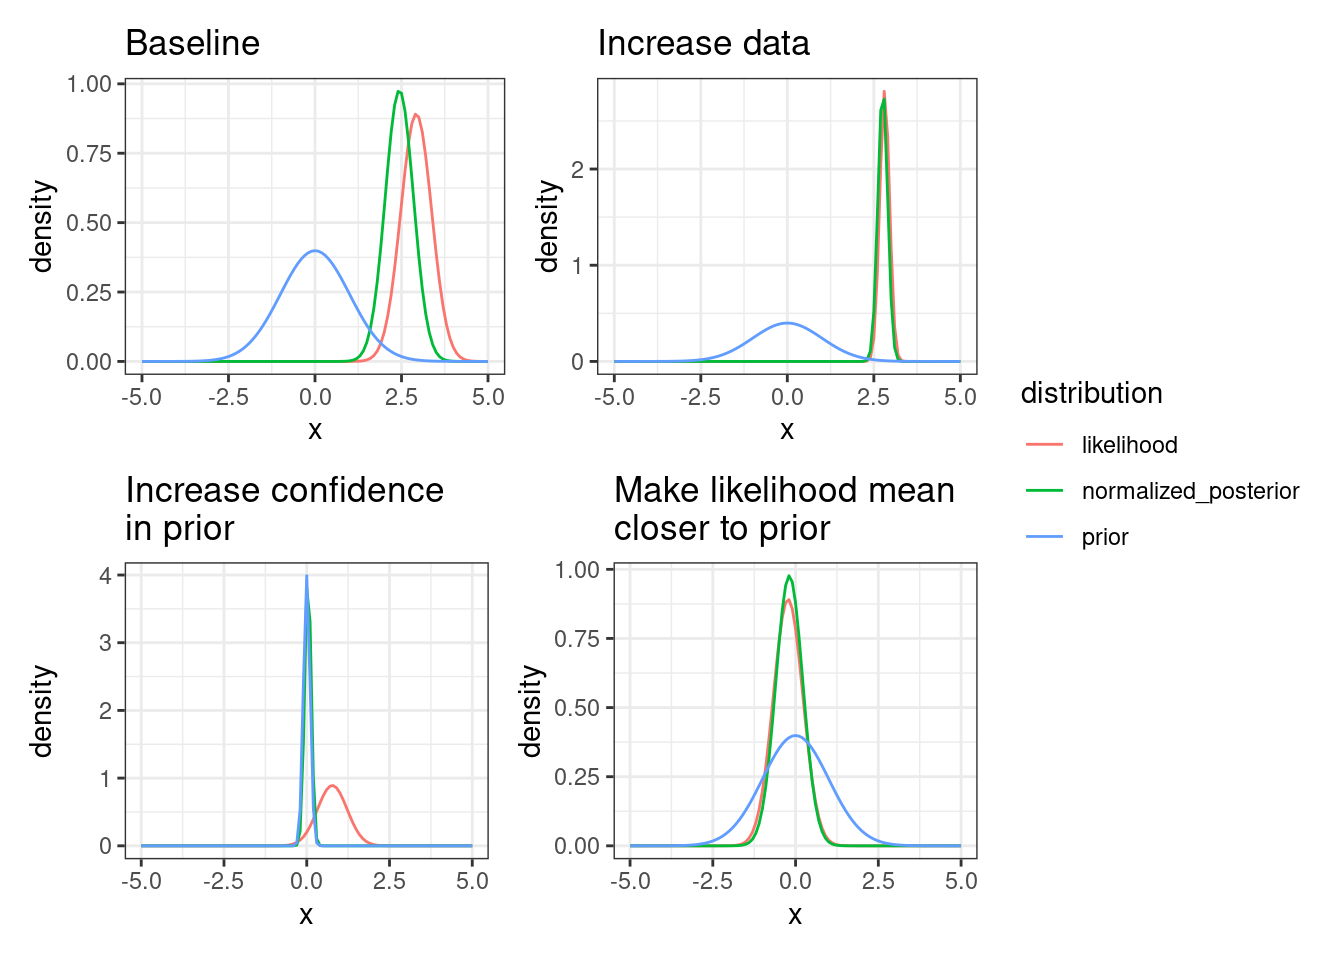 Baseline
1.00
0.75
0.50
0.25
0.00
density
-5.0 -2.5 0.0 2.5 5.0
x
Increase data
2
1
0
density
-5.0 -2.5 0.0 2.5 5.0
x
Increase confidence
in prior
4
3
2
1
0
density
-5.0 -2.5 0.0 2.5 5.0
x
Make likelihood mean
closer to prior
1.00
0.75
0.50
0.25
0.00
density
-5.0 -2.5 0.0 2.5 5.0
x
distribution
likelihood
normalized_posterior
prior